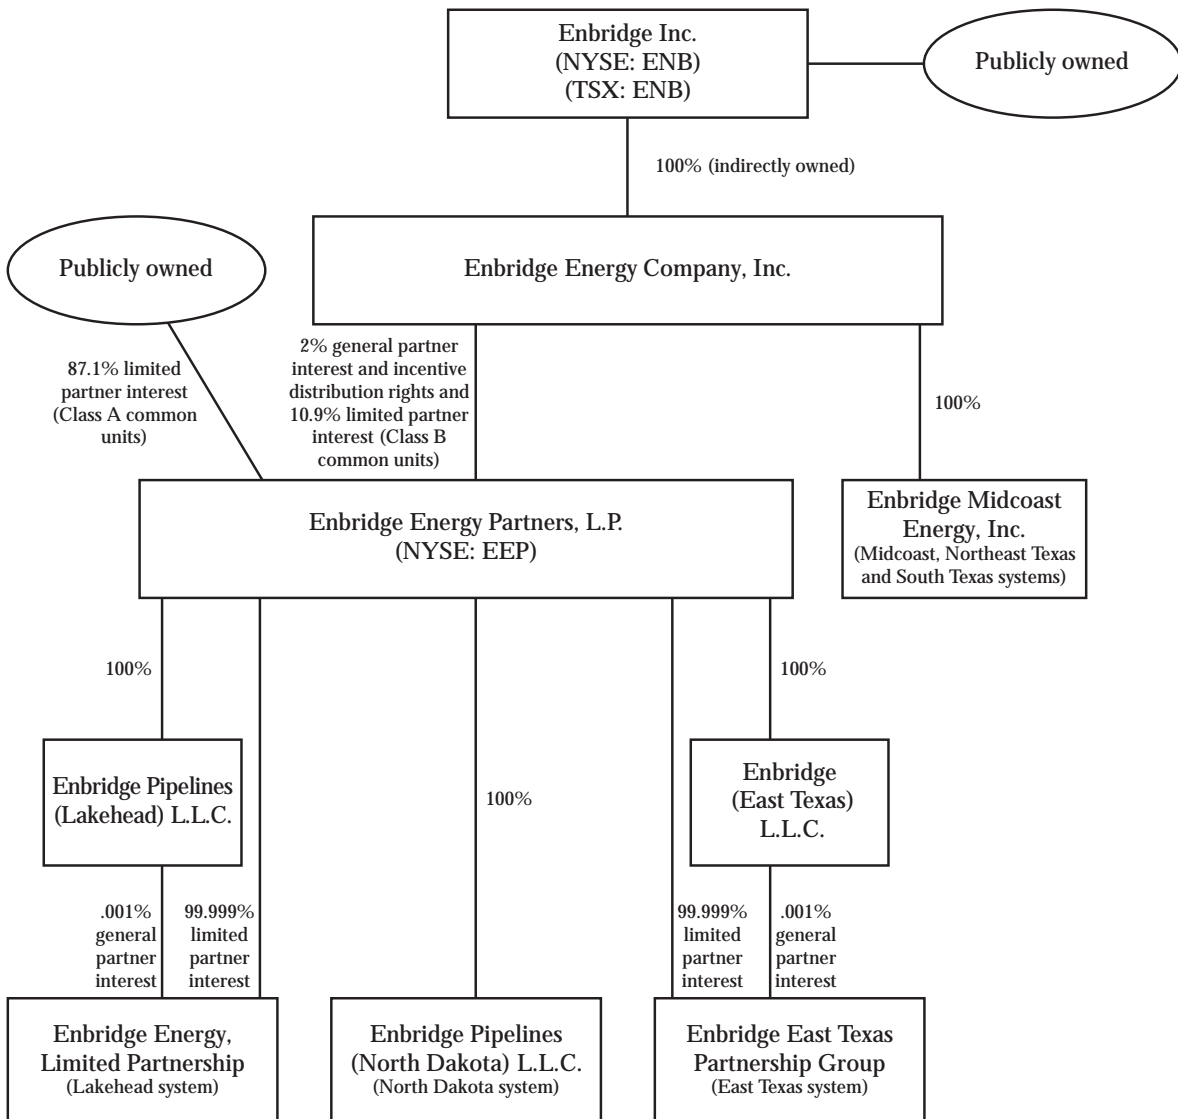 Enbridge Inc.
(NYSE: ENB)
(TSX: ENB)
Publicly owned
100% (indirectly owned)
Publicly owned
Enbridge Energy Company, Inc.
87.1% limited
partner interest
(Class A common
units)
2% general partner
interest and incentive
distribution rights and
10.9% limited partner
interest (Class B
common units)
100%
Enbridge Energy Partners, L.P.
(NYSE: EEP)
Enbridge Midcoast
Energy, Inc.
(Midcoast, Northeast Texas
and South Texas systems)
100%
100%
Enbridge Pipelines
(Lakehead) L.L.C.
100%
Enbridge
(East Texas)
L.L.C.
.001%
general
partner
interest
99.999%
limited
partner
interest
99.999%
limited
partner
interest
.001%
general
partner
interest
Enbridge Energy,
Limited Partnership
(Lakehead system)
Enbridge Pipelines
(North Dakota) L.L.C.
(North Dakota system)
Enbridge East Texas
Partnership Group
(East Texas system)